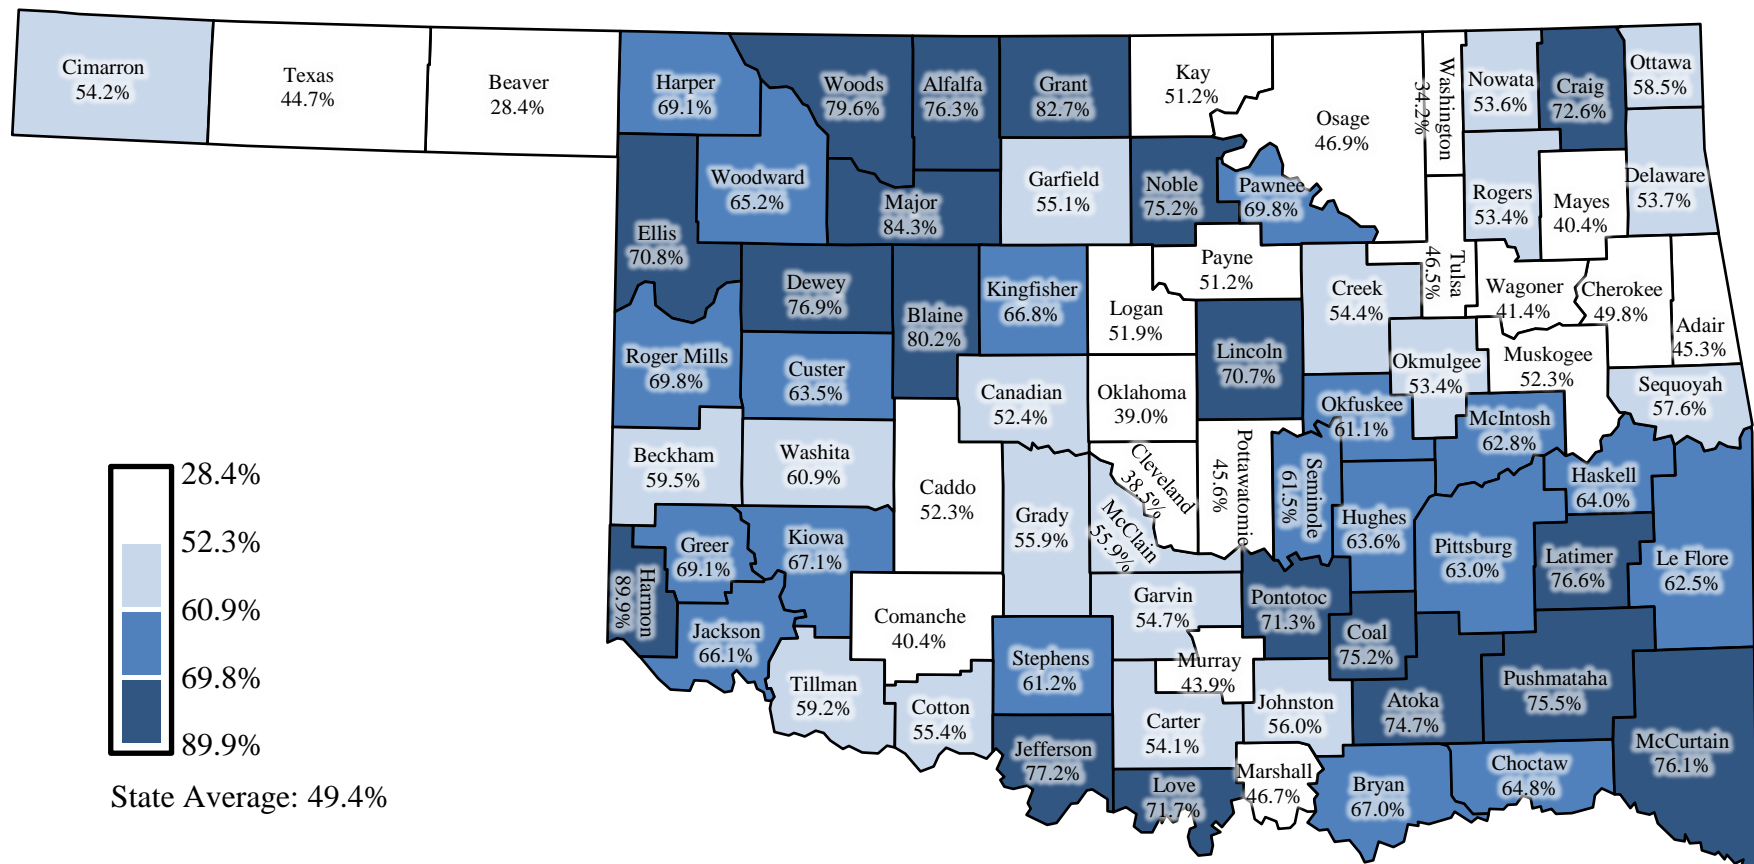 Cimarron
54.2%
Texas
44.7%
Beaver
28.4%
Harper
69.1%
Woods
79.6%
Alfalfa
76.3%
Grant
82.7%
Kay
51.2%
Osage
46.9%
Washington
34.2%
Nowata
53.6%
Craig
72.6%
Ottawa
58.5%
Woodward
65.2%
Ellis
70.8%
Major
84.3%
Garfield
55.1%
Noble
75.2%
Pawnee
69.8%
Rogers
53.4%
Mayes
40.4%
Delaware
53.7%
Dewey
76.9%
Blaine
80.2%
Kingfisher
66.8%
Logan
51.9%
Payne
51.2%
Creek
54.4%
Tulsa
46.5%
Wagoner
41.4%
Cherokee
49.8%
Adair
45.3%
Roger Mills
69.8%
Custer
63.5%
Canadian
52.4%
Oklahoma
39.0%
Lincoln
70.7%
Okmulgee
53.4%
Muskogee
52.3%
Sequoyah
57.6%
Okfuskee
61.1%
McIntosh
62.8%
Beckham
59.5%
Washita
60.9%
Caddo
52.3%
Grady
55.9%
Cleveland
38.5%
McClain
55.9%
Pottawatomie
45.6%
Seminole
61.5%
Hughes
63.6%
Haskell
64.0%
Pittsburg
63.0%
Latimer
76.6%
Le Flore
62.5%
Greer
69.1%
Kiowa
67.1%
Harmon
89.9%
Jackson
66.1%
Comanche
40.4%
Garvin
54.7%
Pontotoc
71.3%
Coal
75.2%
Stephens
61.2%
Murray
43.9%
Tillman
59.2%
Cotton
55.4%
Carter
54.1%
Johnston
56.0%
Atoka
74.7%
Pushmataha
75.5%
McCurtain
76.1%
Jefferson
77.2%
Love
71.7%
Marshall
46.7%
Bryan
67.0%
Choctaw
64.8%
28.4%
52.3%
60.9%
69.8%
89.9%
State Average: 49.4%